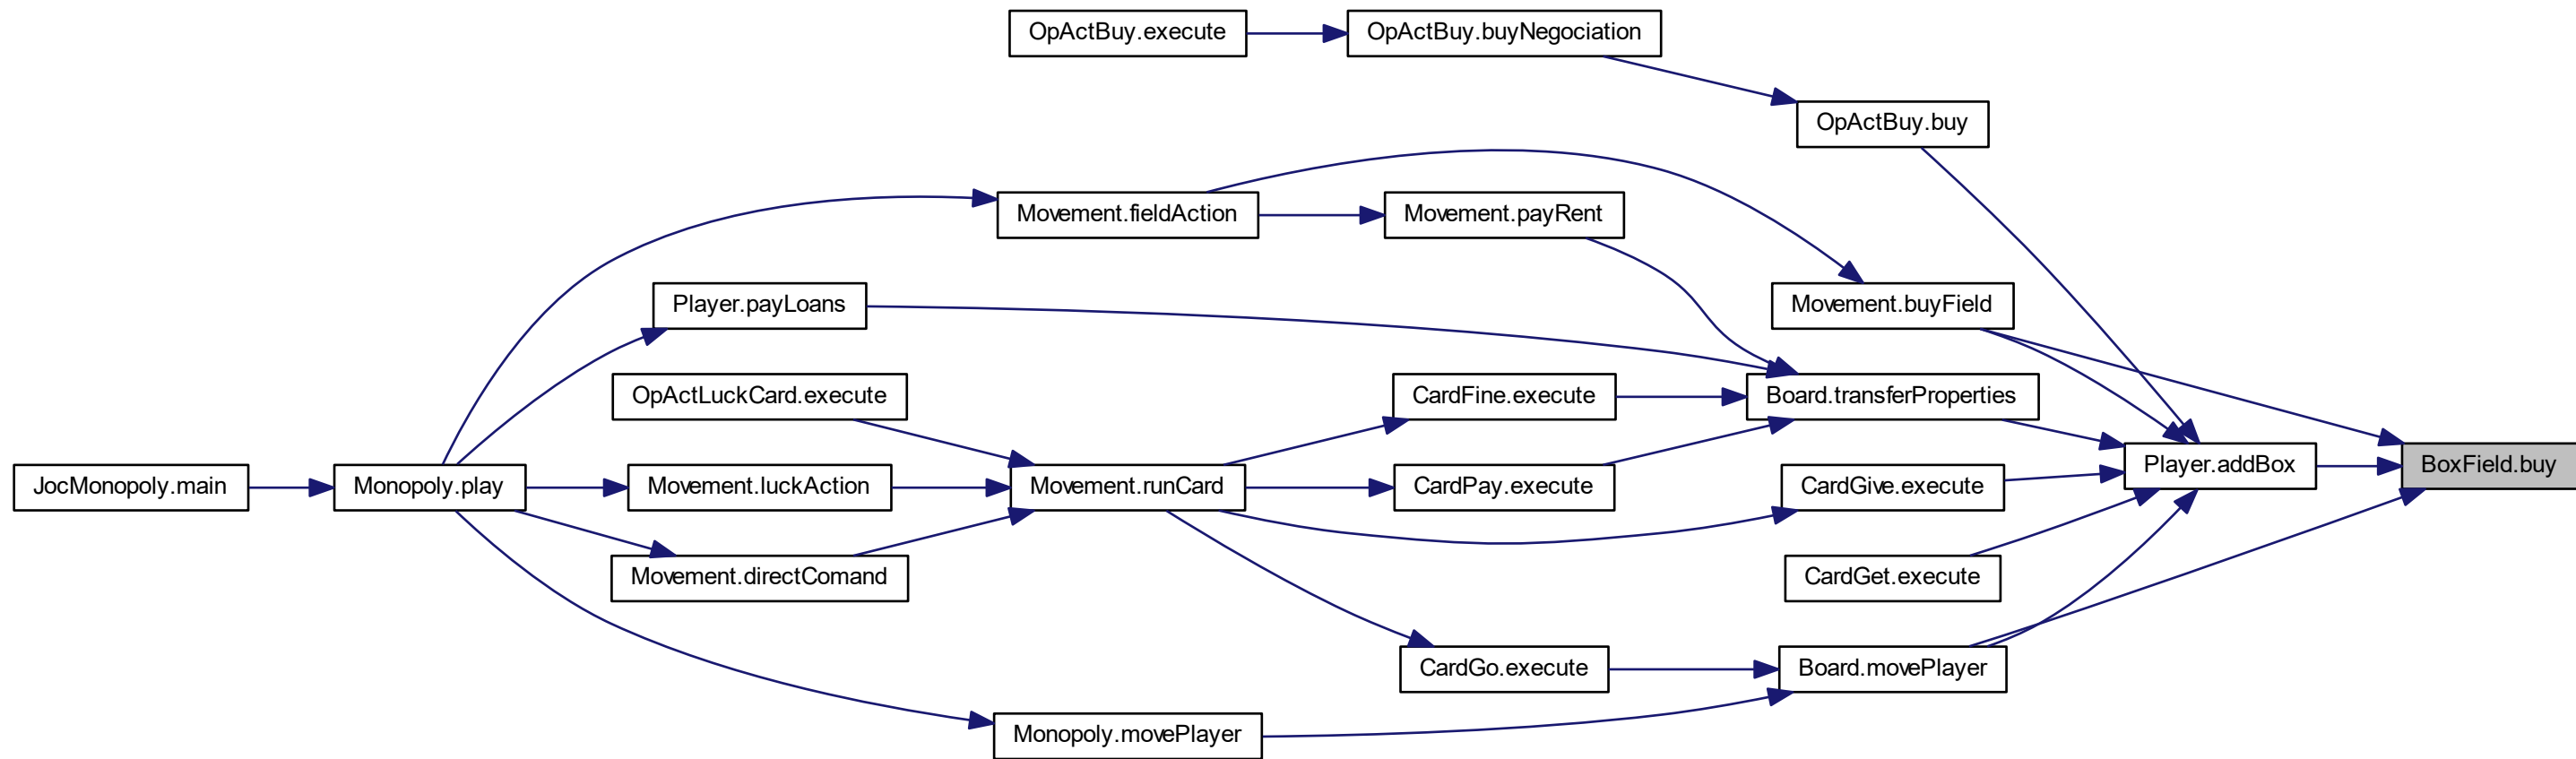 OpActBuy.execute
OpActBuy.buyNegociation
OpActBuy.buy
Movement.fieldAction
Movement.payRent
Player.payLoans
Movement.buyField
OpActLuckCard.execute
CardFine.execute
Board.transferProperties
JocMonopoly.main
Monopoly.play
Movement.luckAction
Movement.runCard
CardPay.execute
CardGive.execute
Player.addBox
BoxField.buy
Movement.directComand
CardGet.execute
CardGo.execute
Board.movePlayer
Monopoly.movePlayer